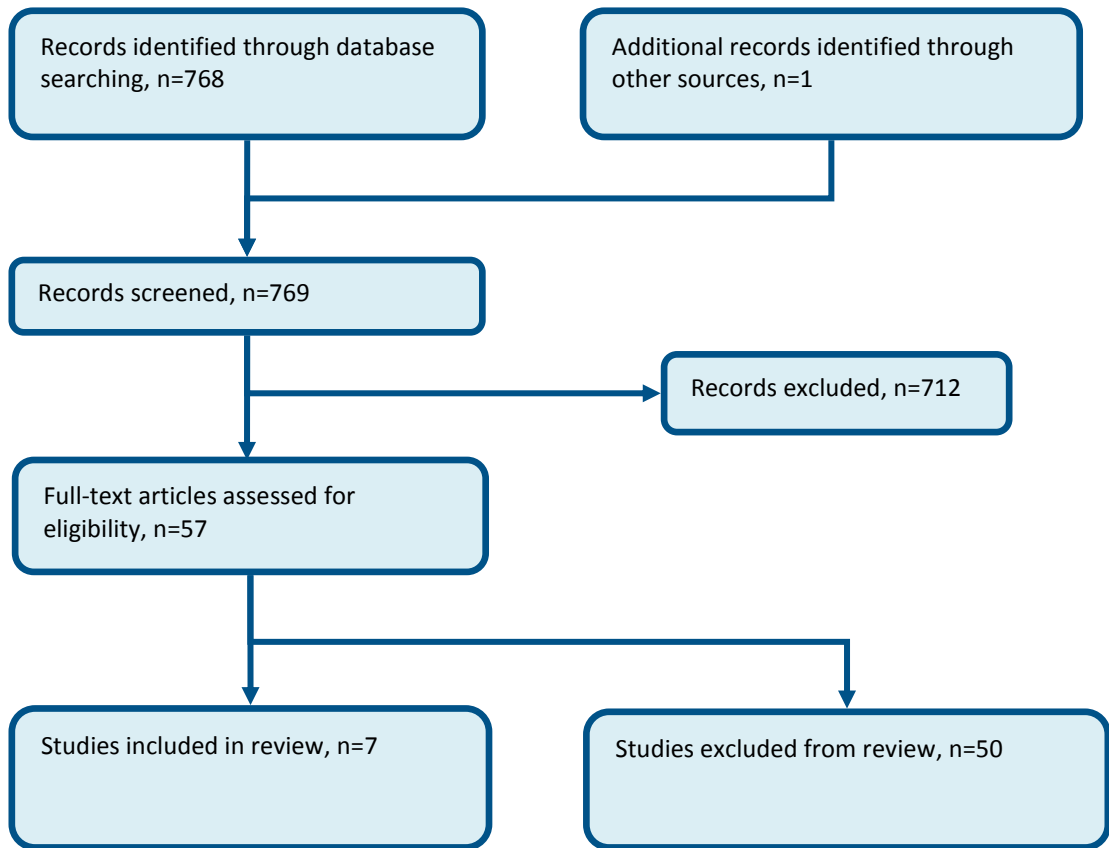 Records identified through database
searching, n=768
Additional records identified through
other sources, n=1
Records screened, n=769
Records excluded, n=712
Full-text articles assessed for
eligibility, n=57
Studies included in review, n=7
Studies excluded from review, n=50